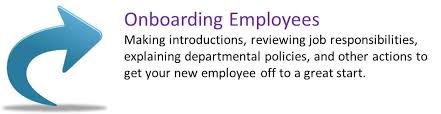 Onboarding Employees
Making introductions, reviewing job responsibilities,
explaining departmental policies, and other actions to
get your new employee off to a great start.